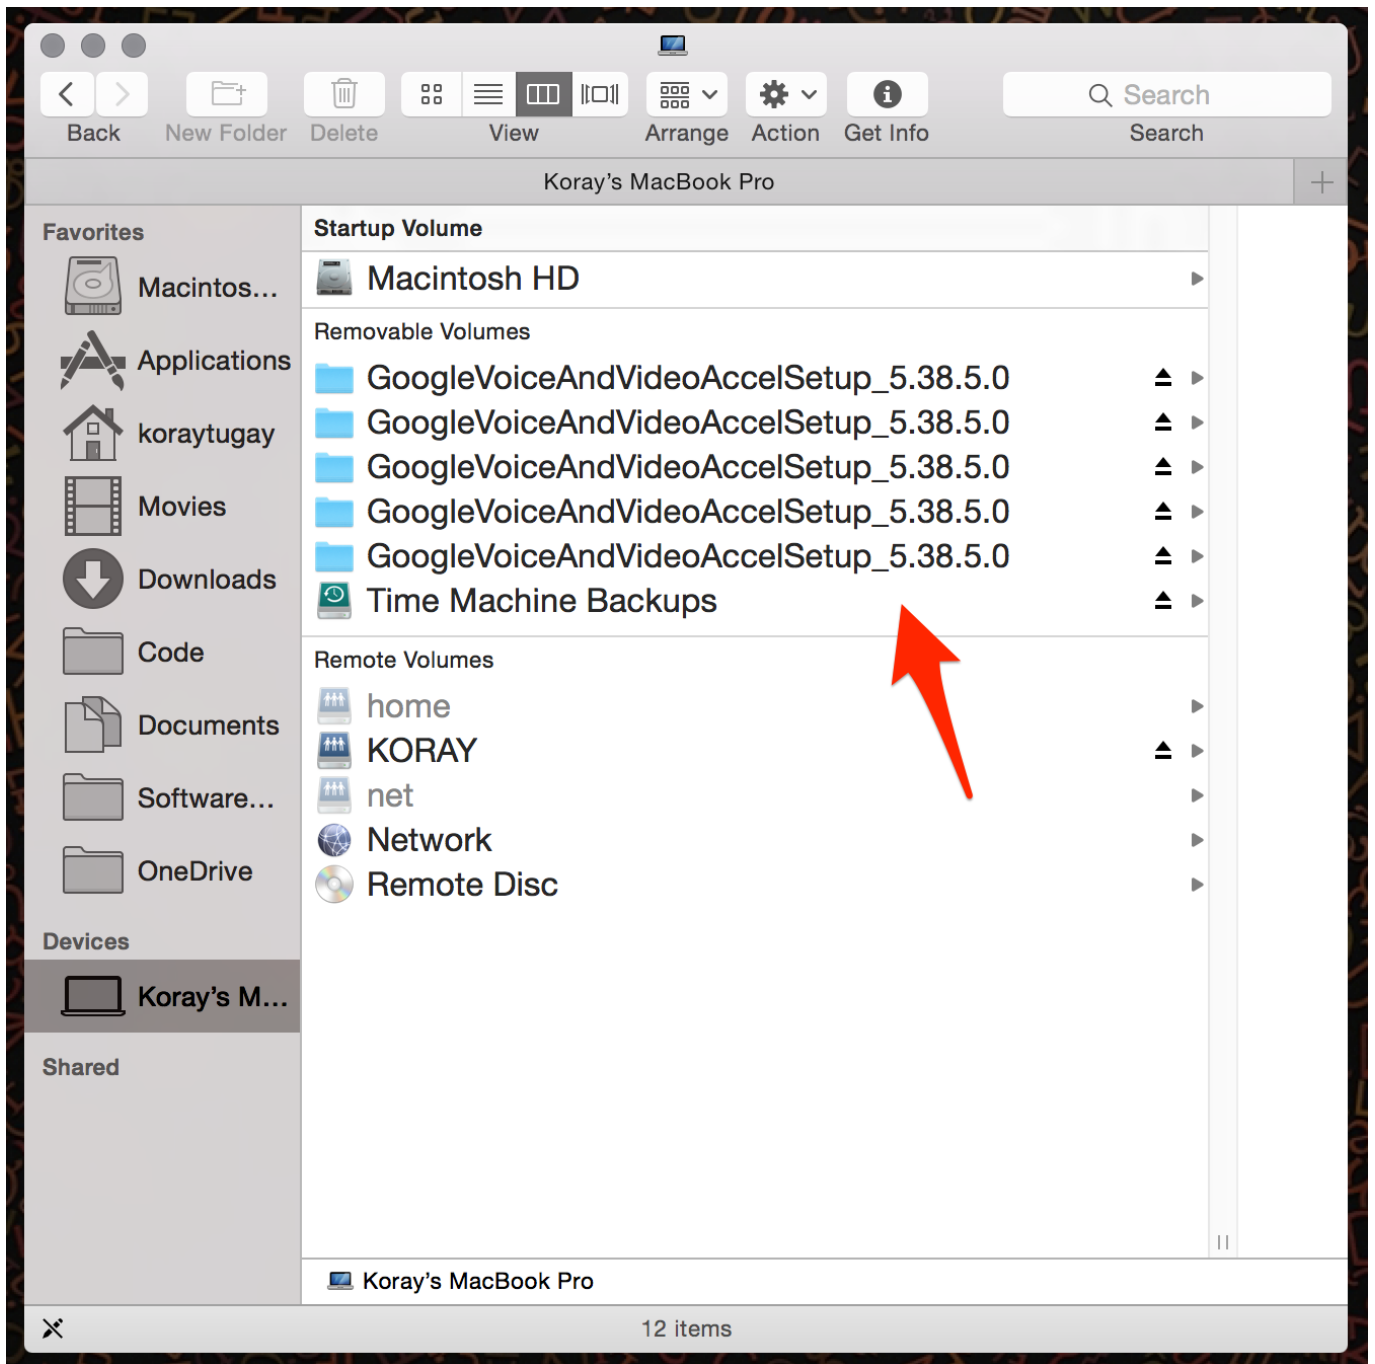 Back
New Folder
Delete
View
Arrange
Action
Get Info
Search
Search
Koray’s MacBook Pro
Favorites
Macintos...
Applications
koraytugay
Movies
Downloads
Code
Documents
Software...
OneDrive
Devices
Koray’s M...
Shared
Startup Volume
Macintosh HD
Removable Volumes
GoogleVoiceAndVideoAccelSetup_5.38.5.0
GoogleVoiceAndVideoAccelSetup_5.38.5.0
GoogleVoiceAndVideoAccelSetup_5.38.5.0
GoogleVoiceAndVideoAccelSetup_5.38.5.0
GoogleVoiceAndVideoAccelSetup_5.38.5.0
Time Machine Backups
Remote Volumes
home
KORAY
net
Network
Remote Disc
Koray’s MacBook Pro
12 items